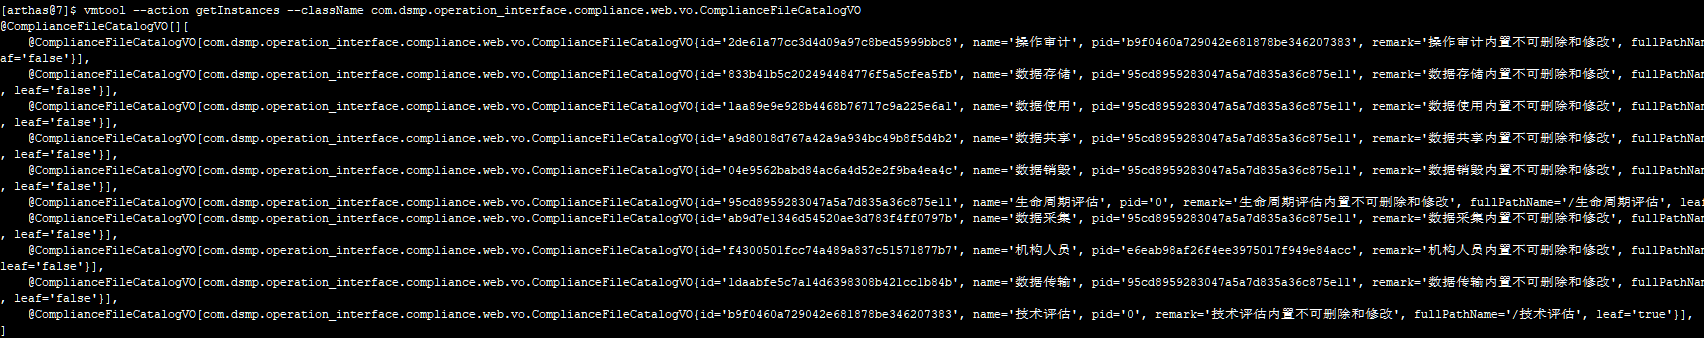 [arthas@7]$ vmtool --action getInstances --className com.dsmp.operation_interface.compliance.web.vo.ComplianceFileCatalogVO
@ComplianceFileCatalogVO[][
    @ComplianceFileCatalogVO[com.dsmp.operation_interface.compliance.web.vo.ComplianceFileCatalogVO{id='2de61a77cc3d4d09a97c8bed5999bbc8', name='操作审计', pid='b9f0460a729042e681878be346207383', remark='操作审计内置不可删除和修改', fullPathNam
af='false'}],
    @ComplianceFileCatalogVO[com.dsmp.operation_interface.compliance.web.vo.ComplianceFileCatalogVO{id='833b41b5c202494484776f5a5cfea5fb', name='数据存储', pid='95cd8959283047a5a7d835a36c875e11', remark='数据存储内置不可删除和修改', fullPathN
, leaf='false'}],
    @ComplianceFileCatalogVO[com.dsmp.operation_interface.compliance.web.vo.ComplianceFileCatalogVO{id='1aa89e9e928b4468b76717c9a225e6a1', name='数据使用', pid='95cd8959283047a5a7d835a36c875e11', remark='数据使用内置不可删除和修改', fullPathN
, leaf='false'}],
    @ComplianceFileCatalogVO[com.dsmp.operation_interface.compliance.web.vo.ComplianceFileCatalogVO{id='a9d8018d767a42a9a934bc49b8f5d4b2', name='数据共享', pid='95cd8959283047a5a7d835a36c875e11', remark='数据共享内置不可删除和修改', fullPathN
, leaf='false'}],
    @ComplianceFileCatalogVO[com.dsmp.operation_interface.compliance.web.vo.ComplianceFileCatalogVO{id='04e9562babd84ac6a4d52e2f9ba4ea4c', name='数据销毁', pid='95cd8959283047a5a7d835a36c875e11', remark='数据销毁内置不可删除和修改', fullPathN
, leaf='false'}],
    @ComplianceFileCatalogVO[com.dsmp.operation_interface.compliance.web.vo.ComplianceFileCatalogVO{id='95cd8959283047a5a7d835a36c875e11', name='生命周期评估', pid='0', remark='生命周期评估内置不可删除和修改', fullPathName='/生命周期评估', leaf
    @ComplianceFileCatalogVO[com.dsmp.operation_interface.compliance.web.vo.ComplianceFileCatalogVO{id='ab9d7e1346d54520ae3d783f4ff0797b', name='数据采集', pid='95cd8959283047a5a7d835a36c875e11', remark='数据采集内置不可删除和修改', fullPathN
, leaf='false'}],
    @ComplianceFileCatalogVO[com.dsmp.operation_interface.compliance.web.vo.ComplianceFileCatalogVO{id='f4300501fcc74a489a837c51571877b7', name='机构人员', pid='e6eab98af26f4ee3975017f949e84acc', remark='机构人员内置不可删除和修改', fullPathNam
leaf='false'}],
    @ComplianceFileCatalogVO[com.dsmp.operation_interface.compliance.web.vo.ComplianceFileCatalogVO{id='1daabfe5c7a14d6398308b421cc1b84b', name='数据传输', pid='95cd8959283047a5a7d835a36c875e11', remark='数据传输内置不可删除和修改', fullPathN
, leaf='false'}],
    @ComplianceFileCatalogVO[com.dsmp.operation_interface.compliance.web.vo.ComplianceFileCatalogVO{id='b9f0460a729042e681878be346207383', name='技术评估', pid='0', remark='技术评估内置不可删除和修改', fullPathName='/技术评估', leaf='true'}],
]